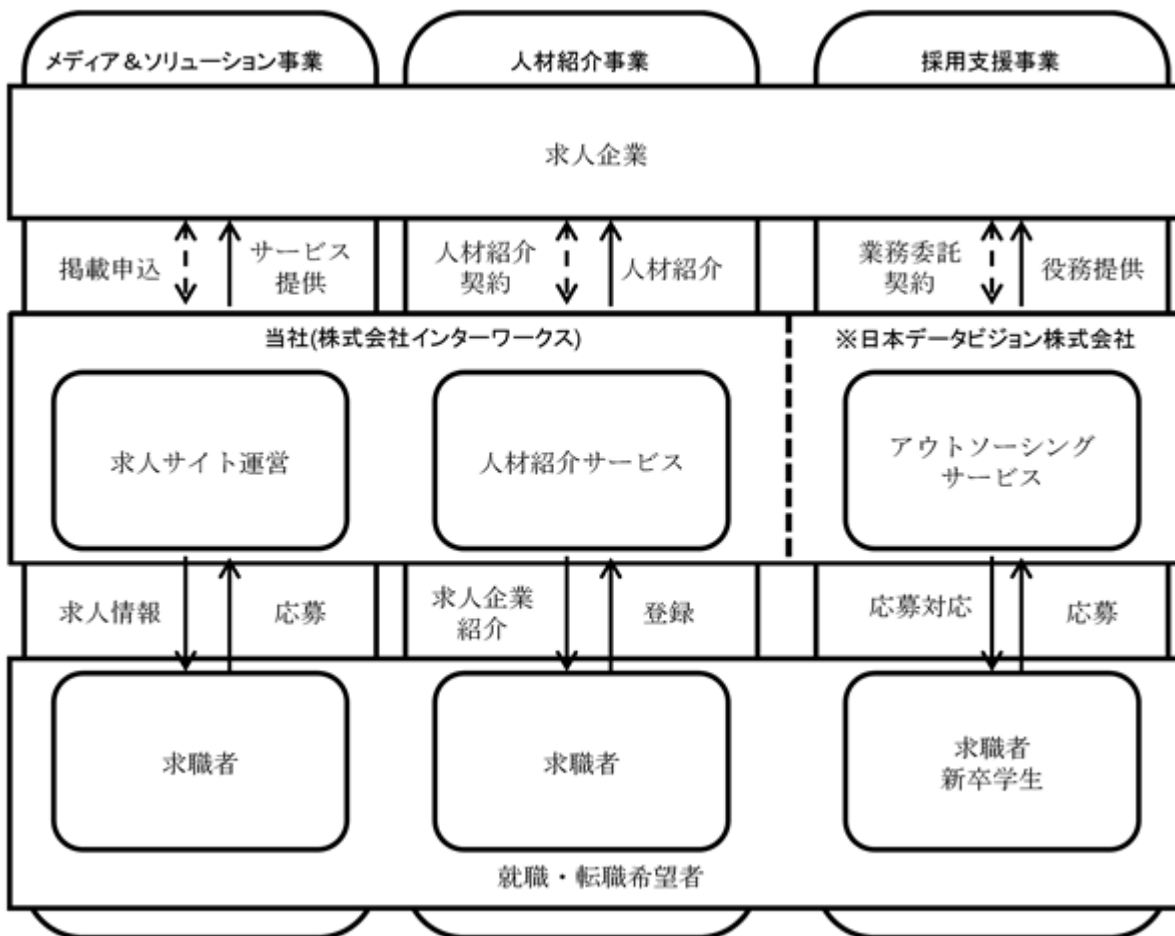 メディア＆ソリューション事業
人材紹介事業
採用支援事業
求人企業
掲載申込
サービス
提供
人材紹介
契約
人材紹介
業務委託
契約
役務提供
当社(株式会社インターワークス)
※日本データビジョン株式会社
求人サイト運営
人材紹介サービス
アウトソーシング
サービス
求人情報
応募
求人企業
紹介
登録
応募対応
応募
求職者
求職者
求職者
新卒学生
就職・転職希望者